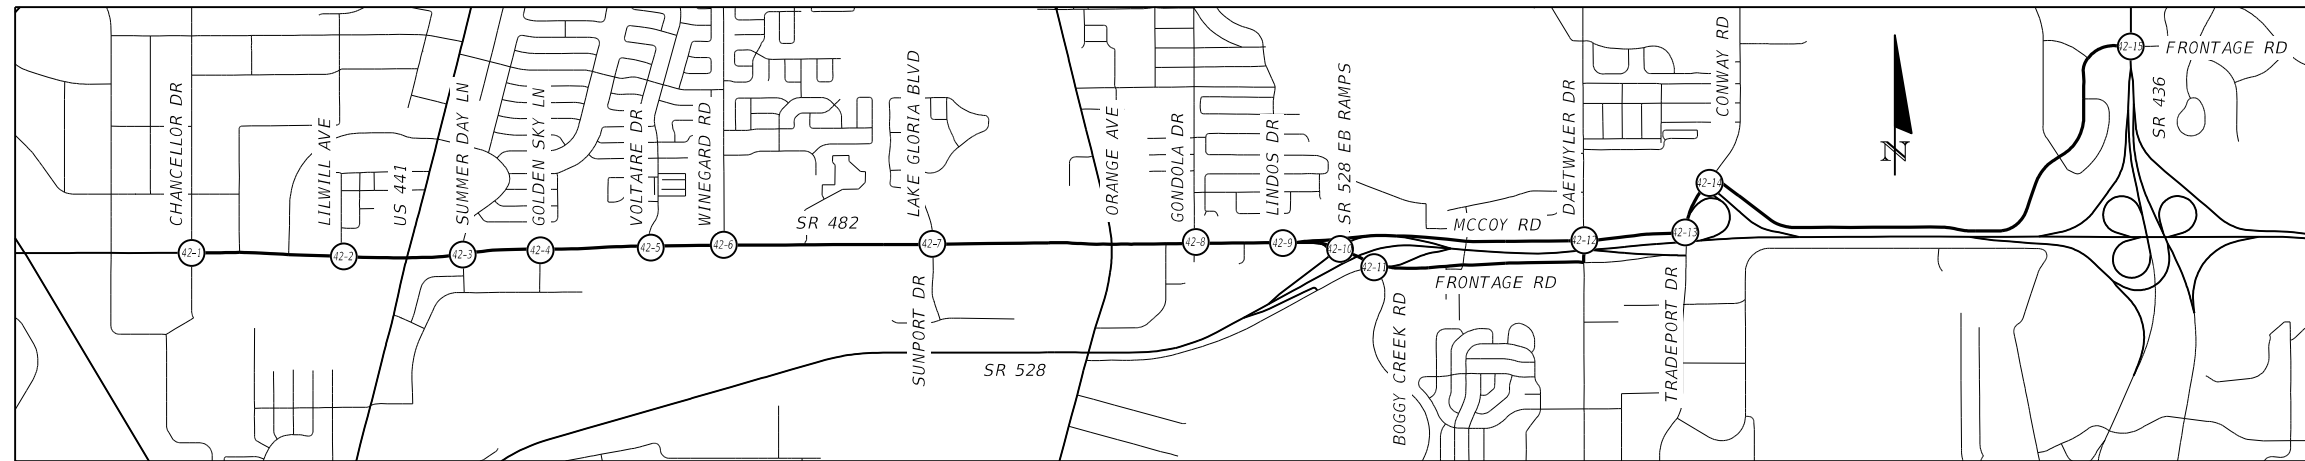 CHANCELLOR DR
LILWILL AVE
US 441
SUMMER DAY LN
GOLDEN SKY LN
VOLTAIRE DR
WINEGARD RD
SR 482
LAKE GLORIA BLVD
SUNPORT DR
SR 528
ORANGE AVE
GONDOLA DR
LINDOS DR
SR 528 EB RAMPS
MCCOY RD
FRONTAGE RD
BOGGY CREEK RD
DAETWYLER DR
TRADEPORT DR
CONWAY RD
N
FRONTAGE RD
SR 436
42-1
42-2
42-3
42-4
42-5
42-6
42-7
42-8
42-9
42-10
42-11
42-12
42-13
42-14
42-15